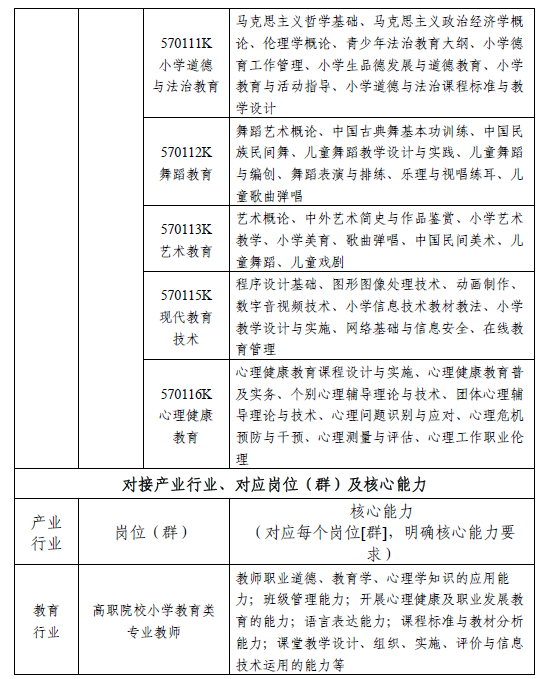 570111K
小学道德
与法治教育
马克思主义哲学基础、马克思主义政治经济学概
论、伦理学概论、青少年法治教育大纲、小学德
育工作管理、小学生品德发展与道德教育、小学
教育与活动指导、小学道德与法治课程标准与教
学设计
570112K
舞蹈教育
舞蹈艺术概论、中国古典舞基本功训练、中国民
族民间舞、儿童舞蹈教学设计与实践、儿童舞蹈
与编创、舞蹈表演与排练、乐理与视唱练耳、儿
童歌曲弹唱
570113K
艺术教育
艺术概论、中外艺术简史与作品鉴赏、小学艺术
教学、小学美育、歌曲弹唱、中国民间美术、儿
童舞蹈、儿童戏剧
570115K
现代教育
技术
程序设计基础、图形图像处理技术、动画制作、
数字音视频技术、小学信息技术教材教法、小学
教学设计与实施、网络基础与信息安全、在线教
育管理
570116K
心理健康
教育
心理健康教育课程设计与实施、心理健康教育普
及实务、个别心理辅导理论与技术、团体心理辅
导理论与技术、心理问题识别与应对、心理危机
预防与干预、心理测量与评估、心理工作职业伦
理
对接产业行业、对应岗位（群）及核心能力
产业
行业
岗位（群）
核心能力
（对应每个岗位[群]，明确核心能力要
求）
教育
行业
高职院校小学教育类
专业教师
教师职业道德、教育学、心理学知识的应用能
力；班级管理能力；开展心理健康及职业发展教
育的能力；语言表达能力；课程标准与教材分析
能力；课堂教学设计、组织、实施、评价与信息
技术运用的能力等